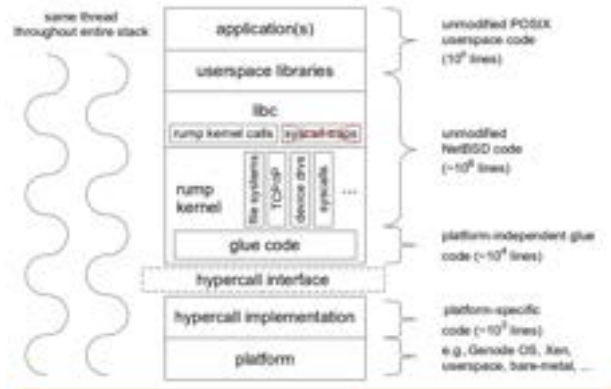 same thread
throughout entire stack
application(s)
userspace libraries
libc
rump kernel calls
syscall traps
rump
kernel
file systems
TCP/IP
device drvs
syscalls
...
glue code
hypercall interface
hypercall implementation
platform
unmodified POSIX
userspace code
lines)
unmodified
NetBSD code
lines)
platform-independent glue
code (~10⁴ lines)
platform-specific
code (~10³ lines)
e.g., Genode OS, Xen,
userspace, bare-metal, ...